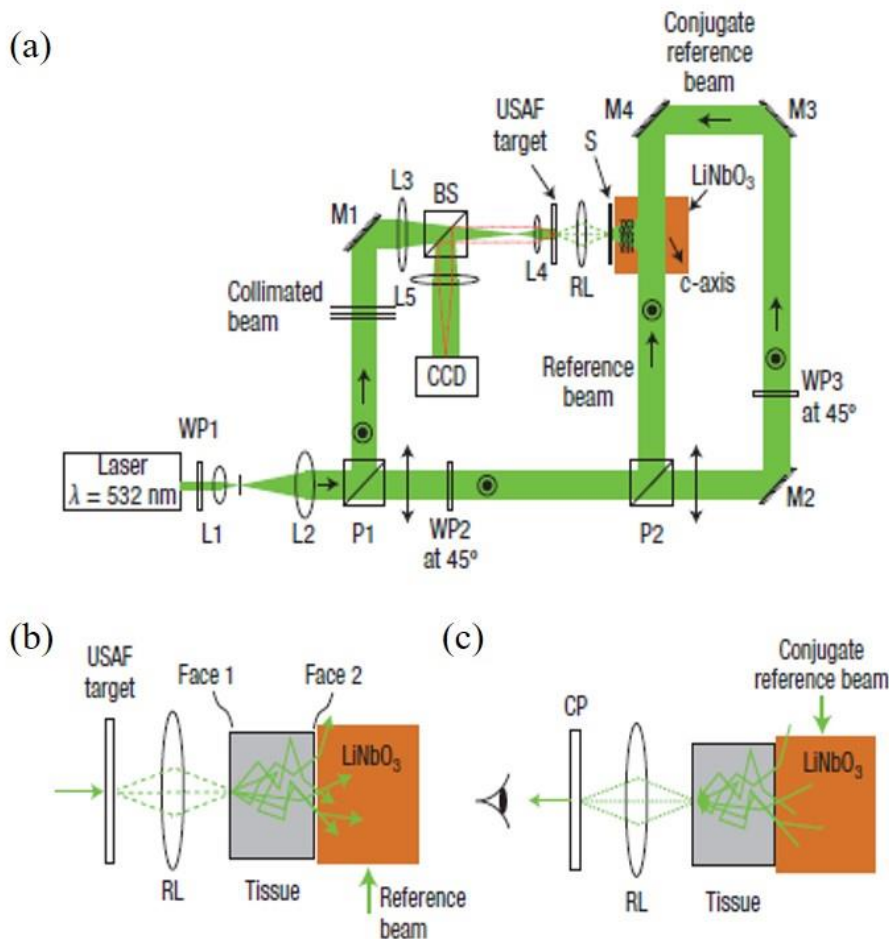 (a)
Conjugate
reference
beam
M4
M3
USAF
target
S
LiNbO3
L3
BS
M1
L4
RL
c-axis
L5
Collimated
beam
CCD
Reference
beam
WP3
at 45º
WP1
Laser
λ = 532 nm
L1
L2
P1
WP2
at 45º
P2
M2
(b)
USAF
target
Face 1
Face 2
LiNbO3
RL
Tissue
Reference
beam
(c)
Conjugate
reference beam
CP
LiNbO3
RL
Tissue